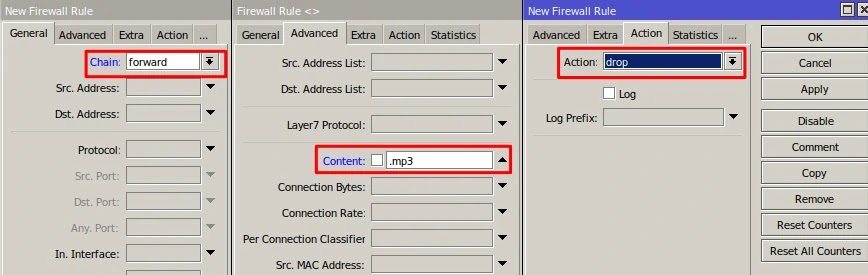 New Firewall Rule
General Advanced Extra Action ...
Chain: forward
Src. Address:
Dst. Address:
Protocol:
Src. Port:
Dst. Port:
Any. Port:
In. Interface:
Firewall Rule <>
General Advanced Extra Action Statistics
Src. Address List:
Dst. Address List:
Layer7 Protocol:
Content: .mp3
Connection Bytes:
Connection Rate:
Per Connection Classifier
Src. MAC Address:
New Firewall Rule
Advanced Extra Action Statistics ...
Action: drop
Log
Log Prefix:
OK
Cancel
Apply
Disable
Comment
Copy
Remove
Reset Counters
Reset All Counters